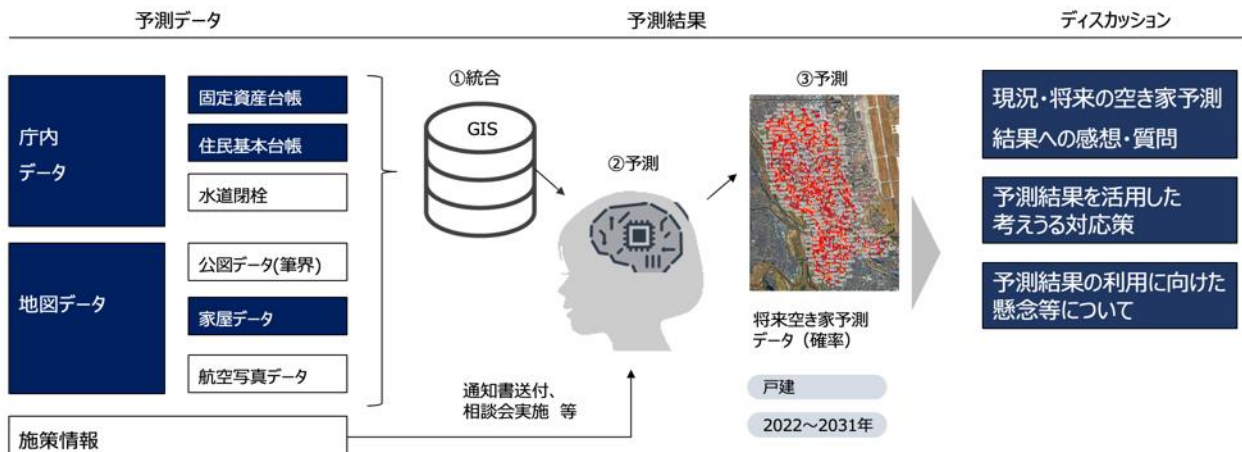 予測データ
予測結果
ディスカッション
庁内
データ
固定資産台帳
住民基本台帳
水道閉栓
地図データ
公図データ(筆界)
家屋データ
航空写真データ
施策情報
①統合
GIS
②予測
通知書送付、
相談会実施 等
③予測
将来空き家予測
データ（確率）
戸建
2022～2031年
現況・将来の空き家予測
結果への感想・質問
予測結果を活用した
考えうる対応策
予測結果の利用に向けた
懸念等について